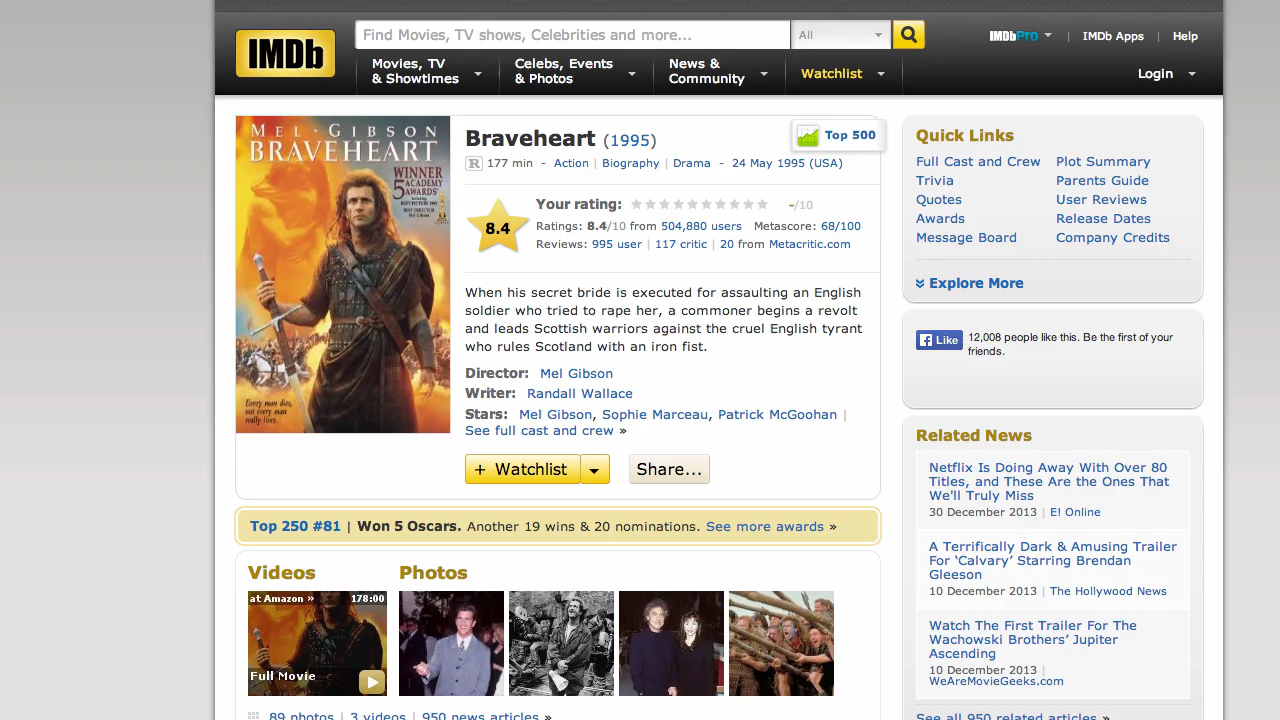 IMDb
Find Movies, TV shows, Celebrities and more...
All
IMDbPro | IMDb Apps | Help
Movies, TV & Showtimes
Celebs, Events & Photos
News & Community
Watchlist
Login
MEL · GIBSON
BRAVEHEART
WINNER
5 ACADEMY
AWARDS
Every man dies,
not every man
really lives.
Braveheart (1995)
Top 500
R 177 min - Action | Biography | Drama - 24 May 1995 (USA)
8.4
Your rating: -/10
Ratings: 8.4/10 from 504,880 users Metascore: 68/100
Reviews: 995 user | 117 critic | 20 from Metacritic.com
When his secret bride is executed for assaulting an English
soldier who tried to rape her, a commoner begins a revolt
and leads Scottish warriors against the cruel English tyrant
who rules Scotland with an iron fist.
Director: Mel Gibson
Writer: Randall Wallace
Stars: Mel Gibson, Sophie Marceau, Patrick McGoohan |
See full cast and crew »
+ Watchlist
Share...
Top 250 #81 | Won 5 Oscars. Another 19 wins & 20 nominations. See more awards »
Videos
at Amazon » 178:00
Full Movie
Photos
89 photos | 3 videos | 950 news articles »
Quick Links
Full Cast and Crew Plot Summary
Trivia Parents Guide
Quotes User Reviews
Awards Release Dates
Message Board Company Credits
Explore More
Like
12,008 people like this. Be the first of your
friends.
Related News
Netflix Is Doing Away With Over 80
Titles, and These Are the Ones That
We'll Truly Miss
30 December 2013 | E! Online
A Terrifically Dark & Amusing Trailer
For ‘Calvary’ Starring Brendan
Gleeson
10 December 2013 | The Hollywood News
Watch The First Trailer For The
Wachowski Brothers’ Jupiter
Ascending
10 December 2013 |
WeAreMovieGeeks.com
See all 950 related articles »